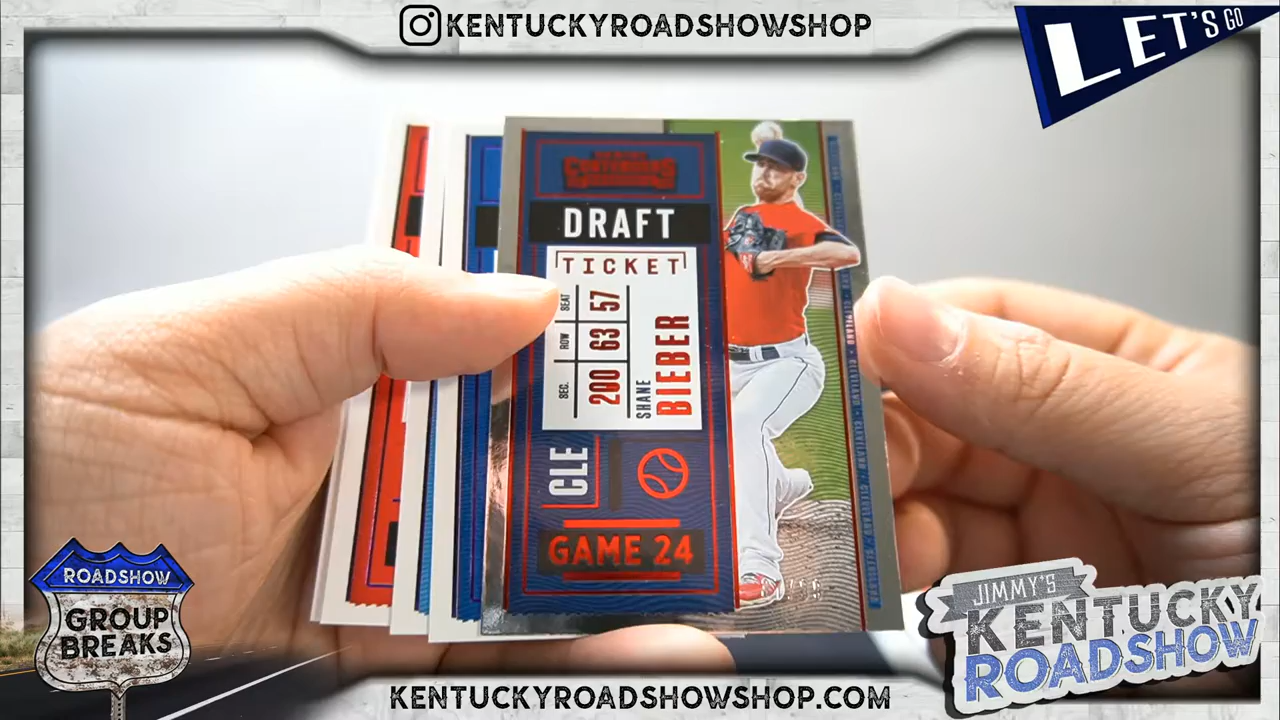 KENTUCKYROADSHOWSHOP
LET'S GO
CONTENDERS
DRAFT
TICKET
SEAT 57
ROW 63
SEC. 200
SHANE
BIEBER
CLE
GAME 24
CLEVELAND
ROADSHOW
GROUP
BREAKS
JIMMY'S
KENTUCKY
ROADSHOW
KENTUCKYROADSHOWSHOP.COM